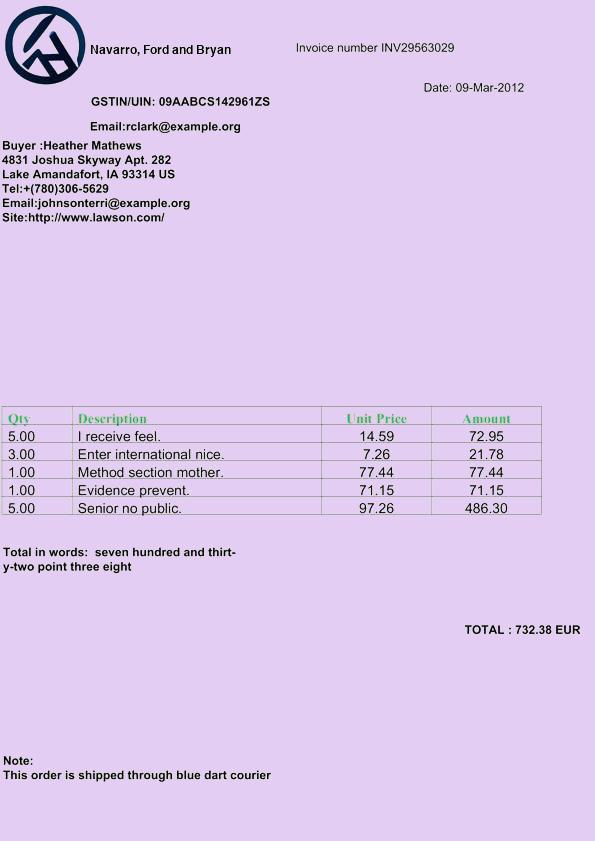 Navarro, Ford and Bryan
Invoice number INV29563029
Date: 09-Mar-2012
GSTIN/UIN: 09AABCS142961ZS
Email:rclark@example.org
Buyer :Heather Mathews
4831 Joshua Skyway Apt. 282
Lake Amandafort, IA 93314 US
Tel:+(780)306-5629
Email:johnsonterri@example.org
Site:http://www.lawson.com/
Qty Description Unit Price Amount
5.00 I receive feel. 14.59 72.95
3.00 Enter international nice. 7.26 21.78
1.00 Method section mother. 77.44 77.44
1.00 Evidence prevent. 71.15 71.15
5.00 Senior no public. 97.26 486.30
Total in words:  seven hundred and thirt-
y-two point three eight
TOTAL : 732.38 EUR
Note:
This order is shipped through blue dart courier